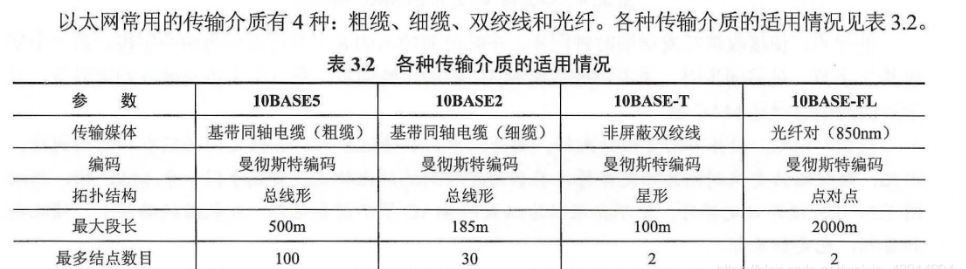 以太网常用的传输介质有 4 种：粗缆、细缆、双绞线和光纤。各种传输介质的适用情况见表 3.2。
表 3.2 各种传输介质的适用情况
参 数 10BASE5 10BASE2 10BASE-T 10BASE-FL
传输媒体 基带同轴电缆（粗缆） 基带同轴电缆（细缆） 非屏蔽双绞线 光纤对（850nm）
编码 曼彻斯特编码 曼彻斯特编码 曼彻斯特编码 曼彻斯特编码
拓扑结构 总线形 总线形 星形 点对点
最大段长 500m 185m 100m 2000m
最多结点数目 100 30 2 2